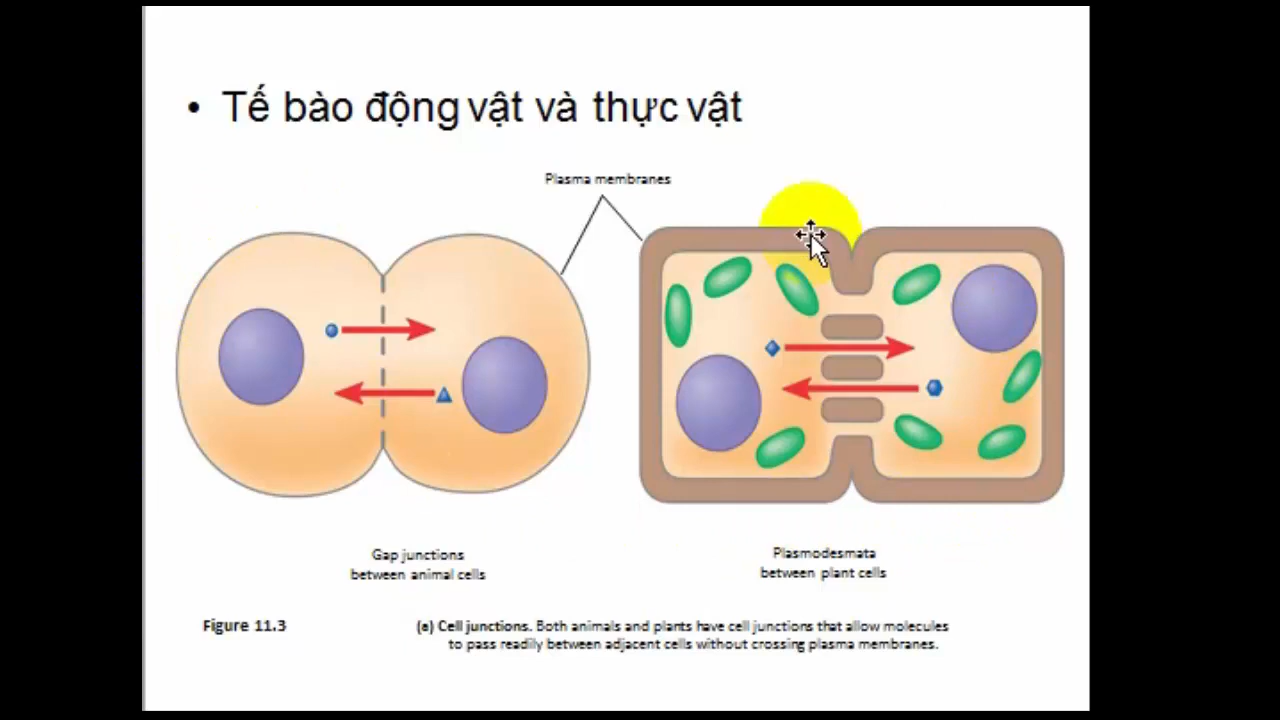 • Tế bào động vật và thực vật
Plasma membranes
Gap junctions
between animal cells
Plasmodesmata
between plant cells
Figure 11.3
(a) Cell junctions. Both animals and plants have cell junctions that allow molecules
to pass readily between adjacent cells without crossing plasma membranes.